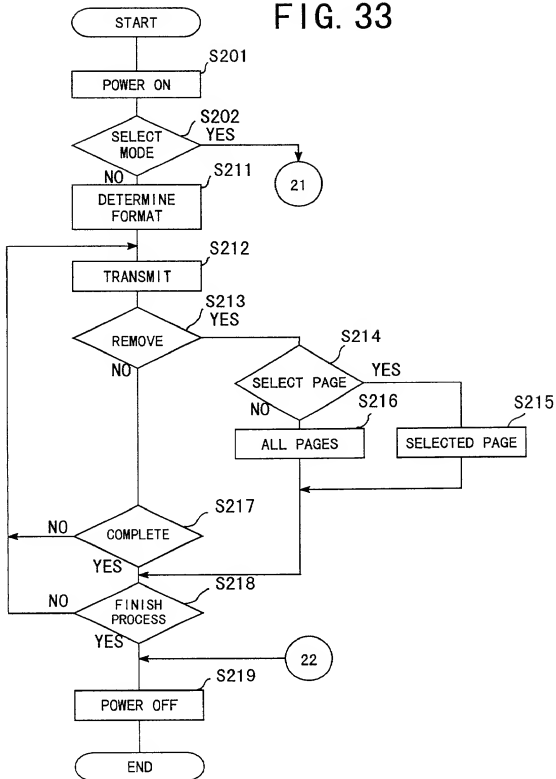 FIG. 33
START
S201
POWER ON
S202
SELECT
MODE
YES
21
NO
S211
DETERMINE
FORMAT
S212
TRANSMIT
S213
REMOVE
YES
NO
S214
SELECT PAGE
YES
NO
S216
ALL PAGES
S215
SELECTED PAGE
S217
COMPLETE
NO
YES
S218
FINISH
PROCESS
NO
YES
22
S219
POWER OFF
END